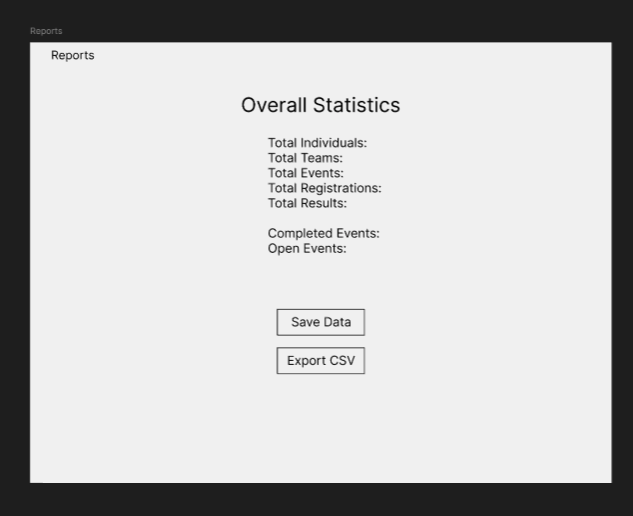 Reports
Reports
Overall Statistics
Total Individuals:
Total Teams:
Total Events:
Total Registrations:
Total Results:
Completed Events:
Open Events:
Save Data
Export CSV